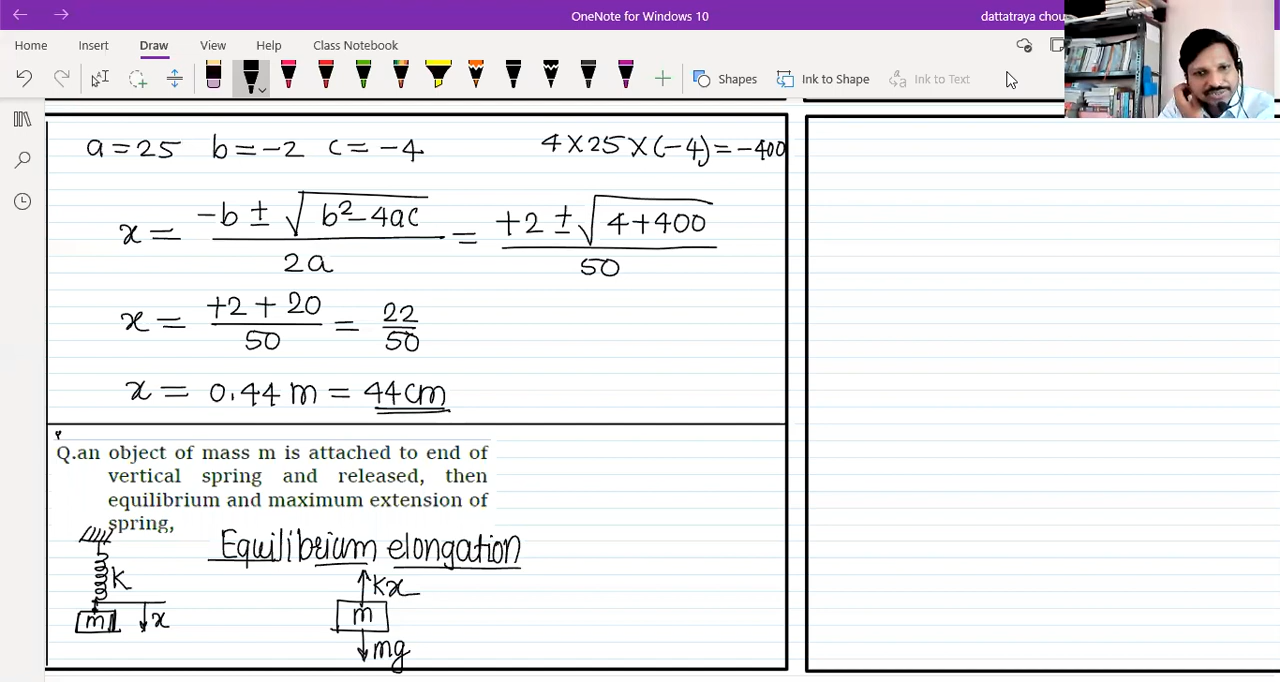 OneNote for Windows 10
dattatraya chou
Home Insert Draw View Help Class Notebook
Shapes Ink to Shape Ink to Text
a = 25 b = -2 c = -4 4 X 25 X (-4) = -400
x = -b ± √b²-4ac / 2a = +2 ± √4+400 / 50
x = +2 + 20 / 50 = 22 / 50
x = 0.44 m = 44 cm
Q.an object of mass m is attached to end of
vertical spring and released, then
equilibrium and maximum extension of
spring,
Equilibrium elongation
K
m x
Kx
m
mg